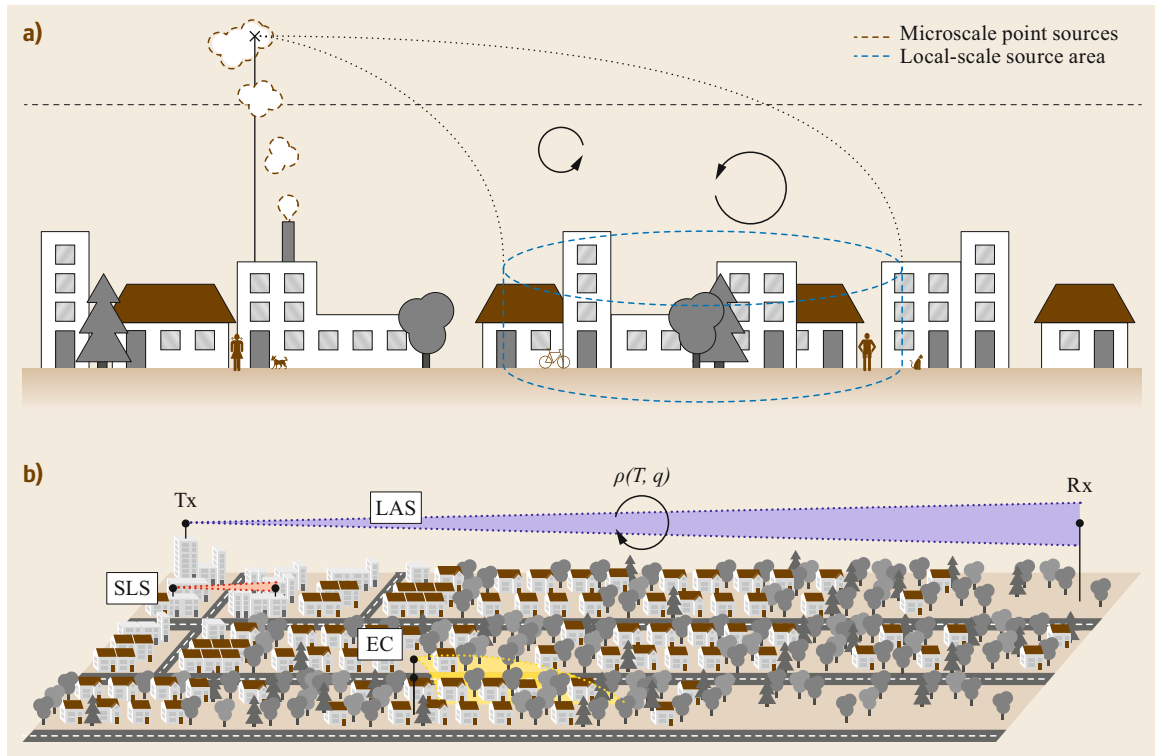 a)
Microscale point sources
Local-scale source area
b)
ρ(T, q)
Tx
LAS
Rx
SLS
EC